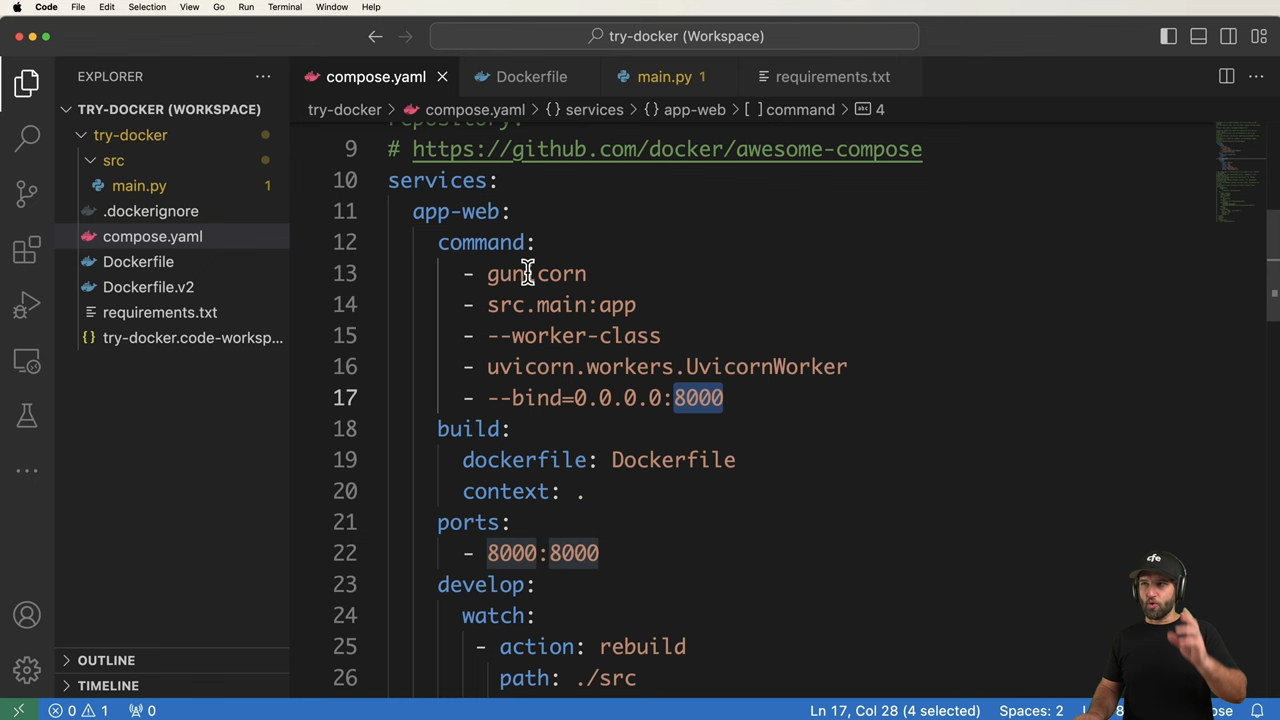 Code File Edit Selection View Go Run Terminal Window Help
try-docker (Workspace)
EXPLORER
compose.yaml
Dockerfile
main.py 1
requirements.txt
TRY-DOCKER (WORKSPACE)
try-docker > compose.yaml > {} services > {} app-web > [ ] command > abc 4
try-docker
src
main.py 1
.dockerignore
compose.yaml
Dockerfile
Dockerfile.v2
requirements.txt
{} try-docker.code-worksp...
OUTLINE
TIMELINE
repository:
9 # https://github.com/docker/awesome-compose
10 services:
11 app-web:
12 command:
13 - gunicorn
14 - src.main:app
15 - --worker-class
16 - uvicorn.workers.UvicornWorker
17 - --bind=0.0.0.0:8000
18 build:
19 dockerfile: Dockerfile
20 context: .
21 ports:
22 - 8000:8000
23 develop:
24 watch:
25 - action: rebuild
26 path: ./src
cfe
0 1 0
Ln 17, Col 28 (4 selected) Spaces: 2